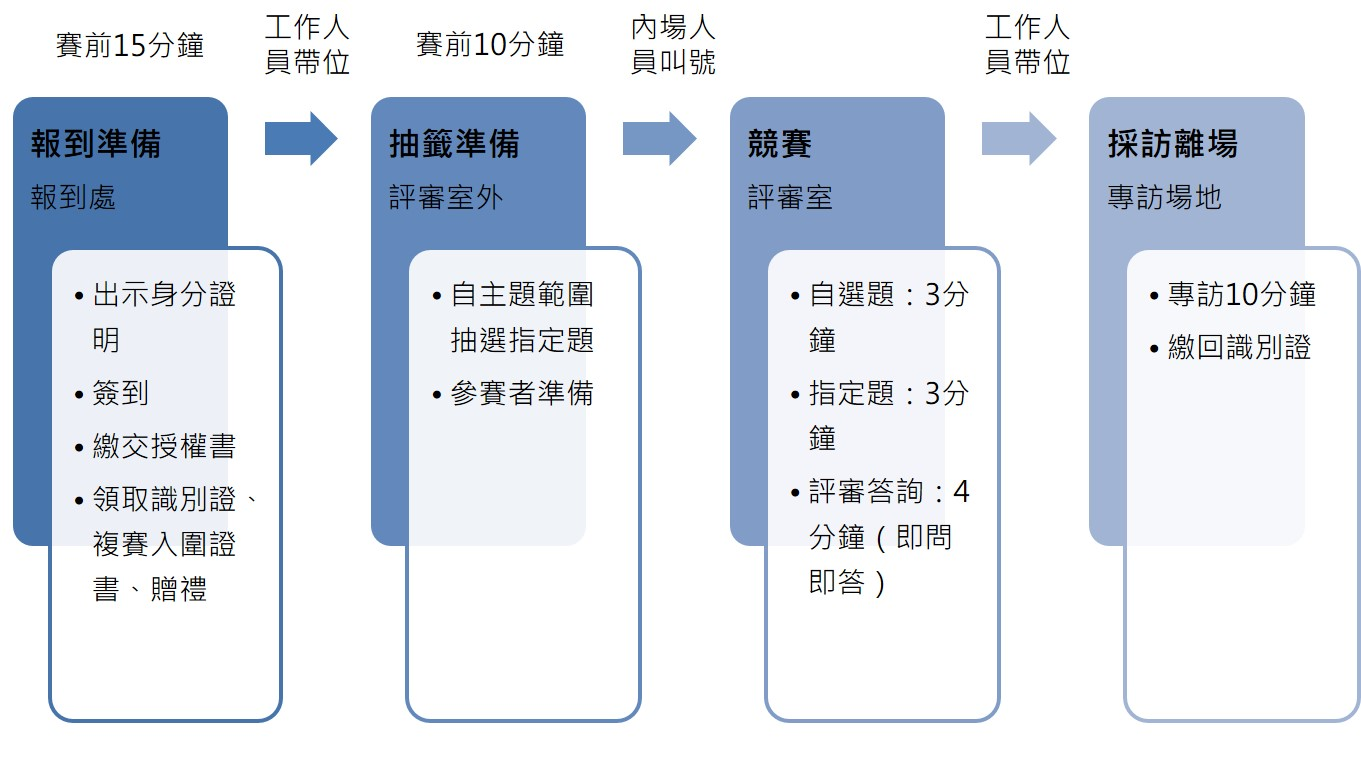 賽前15分鐘
工作人
員帶位
賽前10分鐘
內場人
員叫號
工作人
員帶位
報到準備
報到處
• 出示身分證
明
• 簽到
• 繳交授權書
• 領取識別證、
複賽入圍證
書、贈禮
抽籤準備
評審室外
• 自主題範圍
抽選指定題
• 參賽者準備
競賽
評審室
• 自選題：3分
鐘
• 指定題：3分
鐘
• 評審答詢：4
分鐘（即問
即答）
採訪離場
專訪場地
• 專訪10分鐘
• 繳回識別證